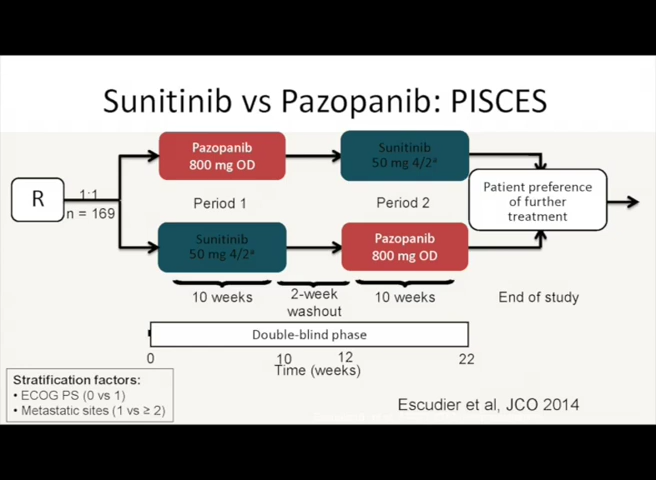 Sunitinib vs Pazopanib: PISCES
Pazopanib
800 mg OD
Sunitinib
50 mg 4/2*
R
1:1
n = 169
Period 1
Period 2
Patient preference
of further
treatment
Sunitinib
50 mg 4/2*
Pazopanib
800 mg OD
10 weeks
2-week
washout
10 weeks
End of study
Double-blind phase
0
10
12
22
Time (weeks)
Stratification factors:
• ECOG PS (0 vs 1)
• Metastatic sites (1 vs ≥ 2)
Escudier et al, JCO 2014